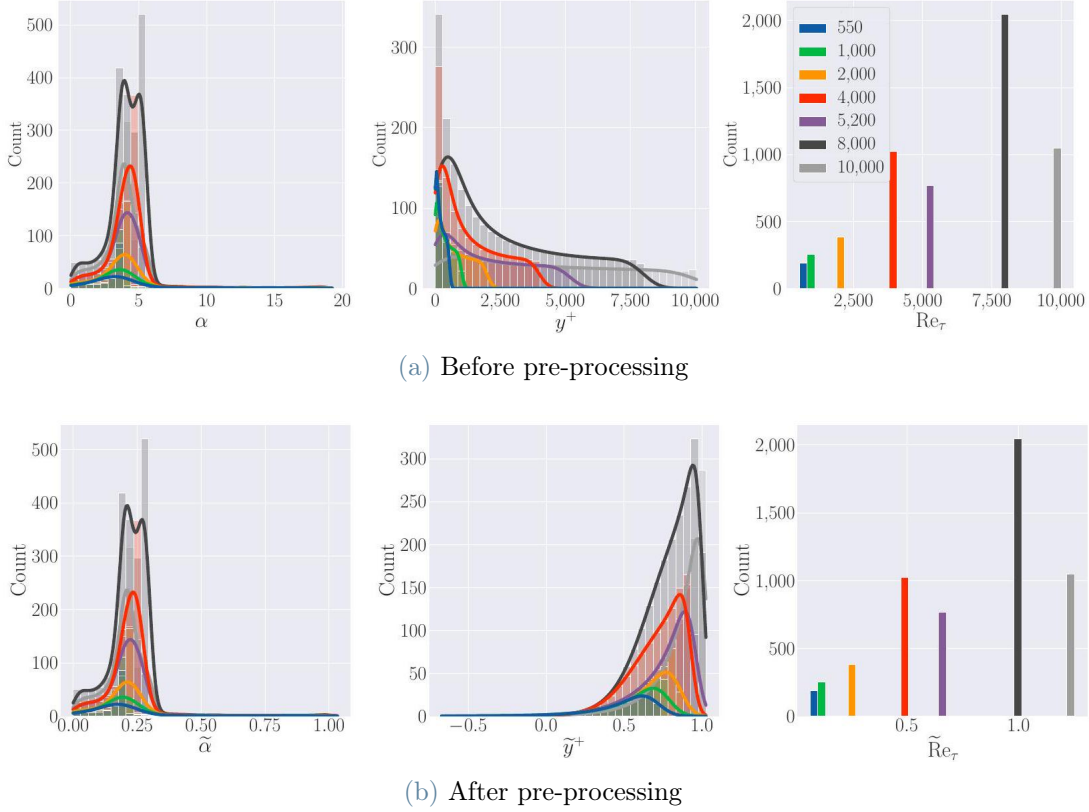 500
400
300
200
100
0
Count
0 5 10 15 20
α
300
200
100
0
Count
0 2,500 5,000 7,500 10,000
y⁺
2,000
1,500
1,000
500
0
Count
550
1,000
2,000
4,000
5,200
8,000
10,000
2,500 5,000 7,500 10,000
Re_τ
(a) Before pre-processing
500
400
300
200
100
0
Count
0.00 0.25 0.50 0.75 1.00
α̃
300
250
200
150
100
50
0
Count
−0.5 0.0 0.5 1.0
ỹ⁺
2,000
1,500
1,000
500
0
Count
0.5 1.0
R̃e_τ
(b) After pre-processing